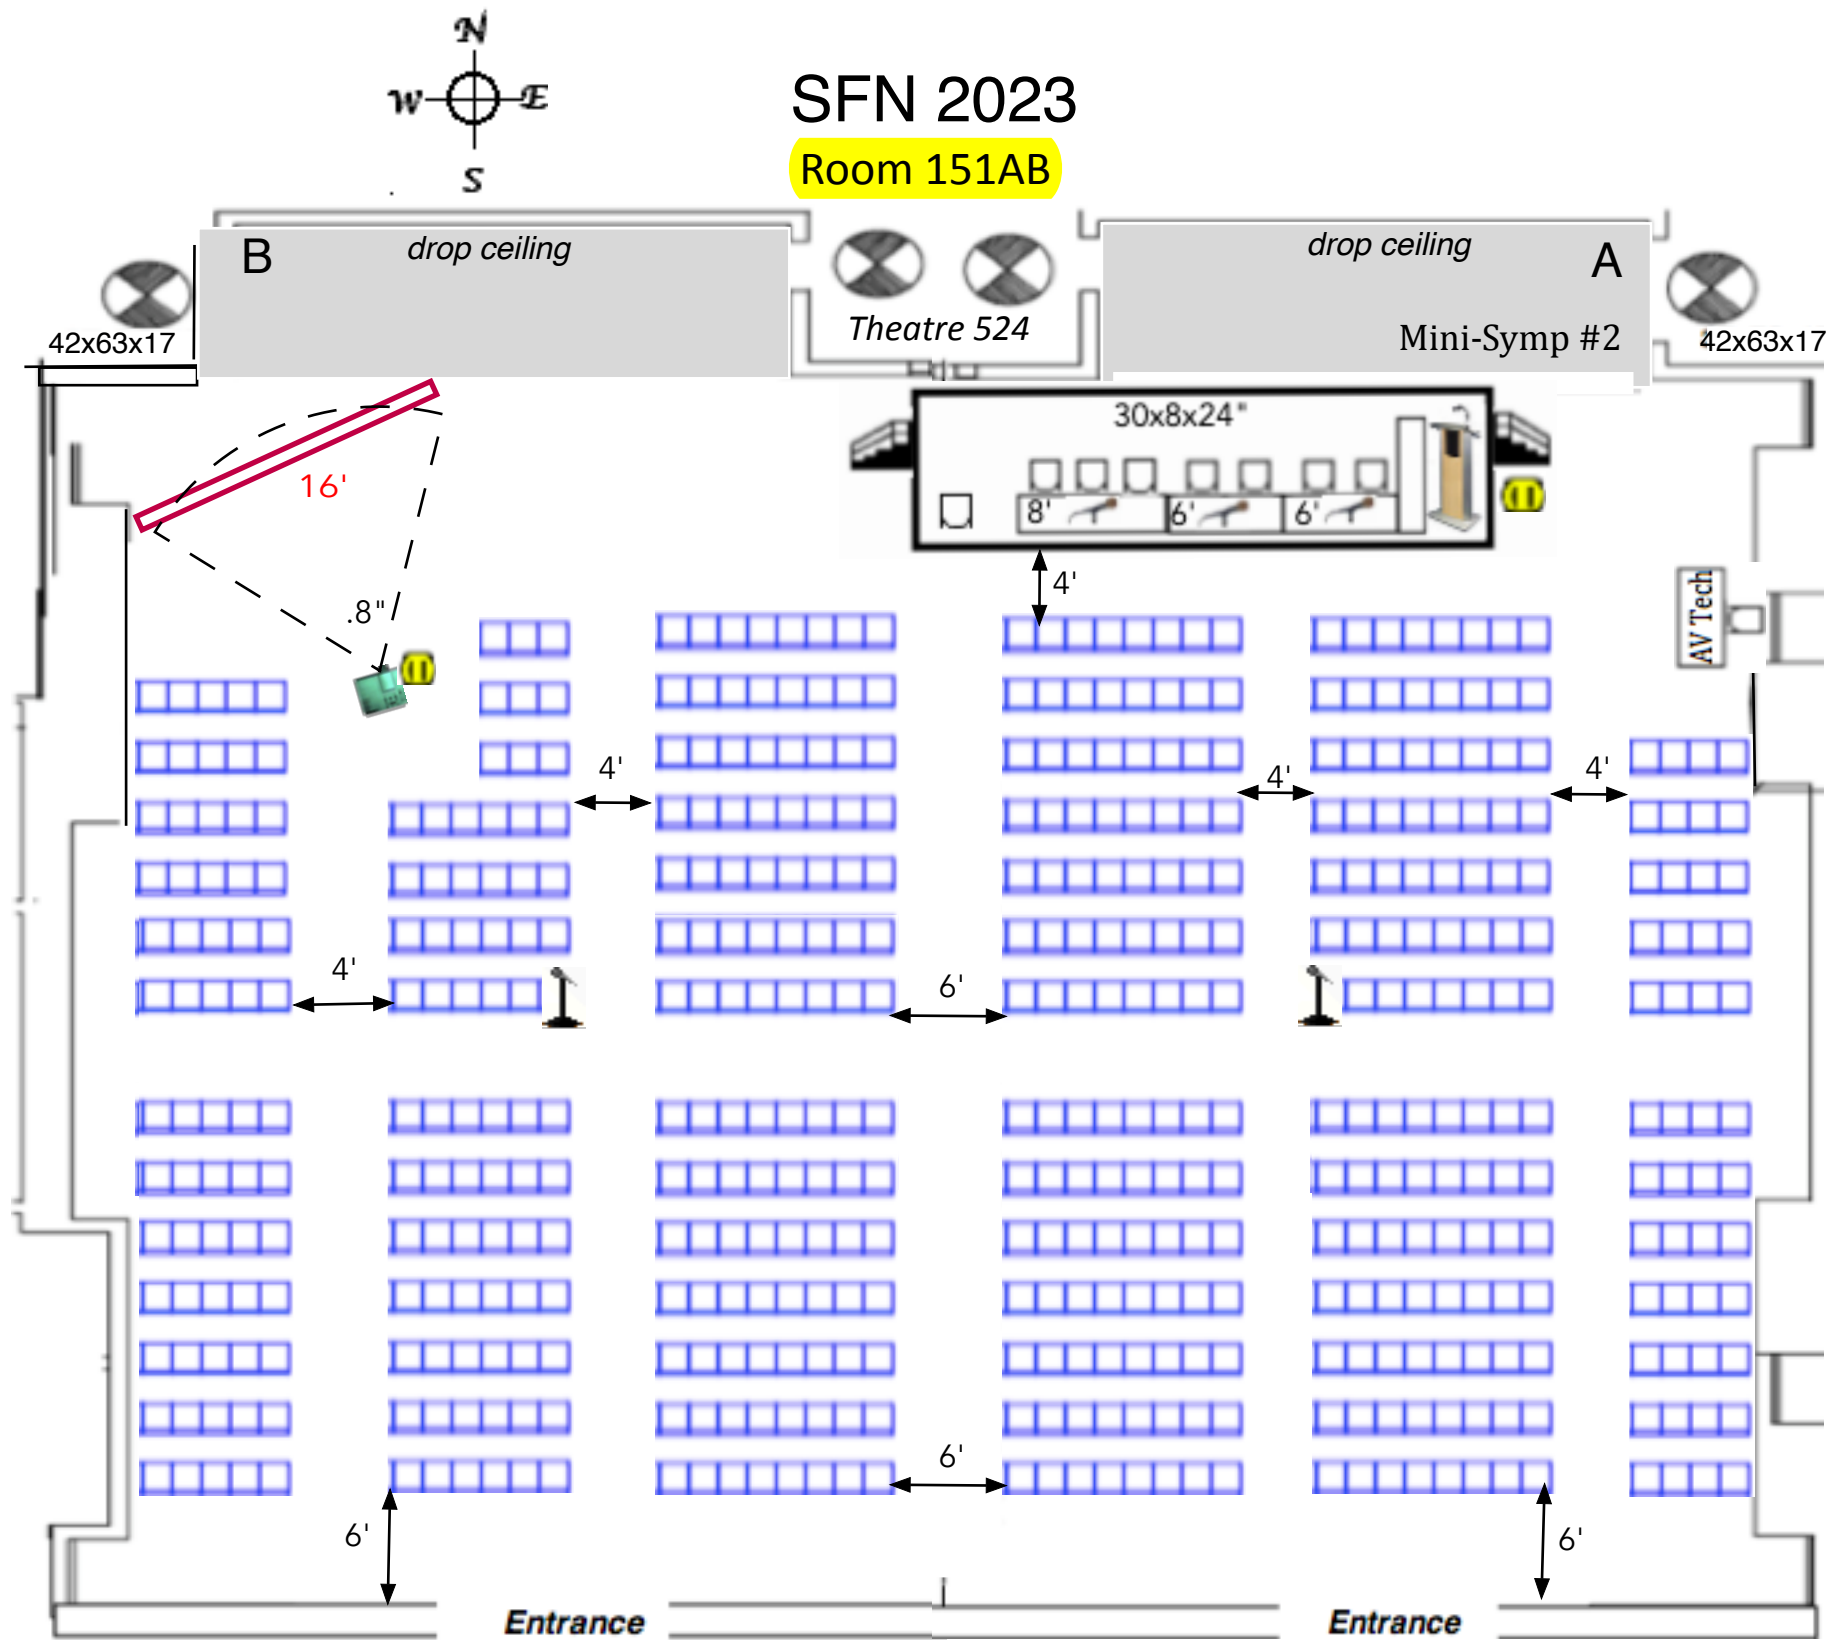 N
W E
S
SFN 2023
Room 151AB
B
drop ceiling
drop ceiling
A
Theatre 524
Mini-Symp #2
42x63x17
42x63x17
30x8x24"
16'
8'
6'
6'
4'
.8"
AV Tech
4'
4'
4'
4'
6'
6'
6'
6'
Entrance
Entrance